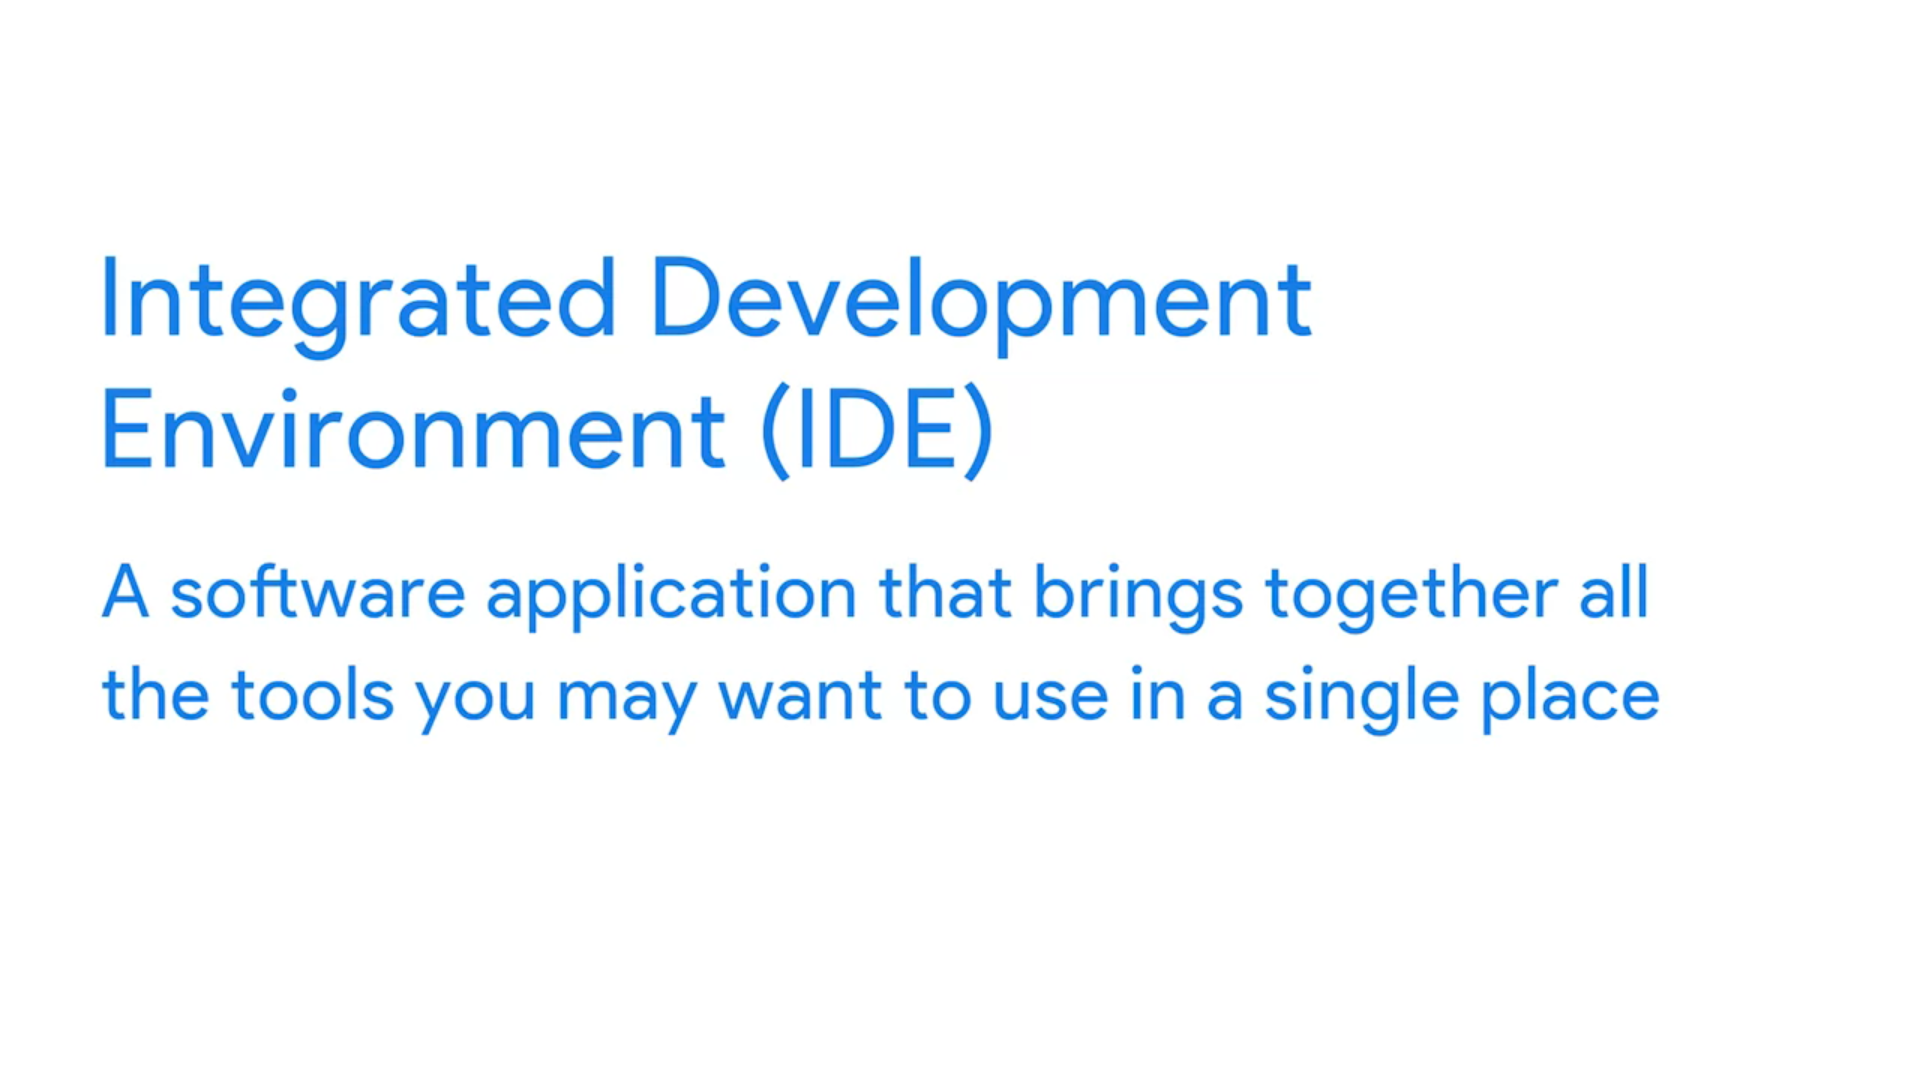 Integrated Development
Environment (IDE)
A software application that brings together all
the tools you may want to use in a single place